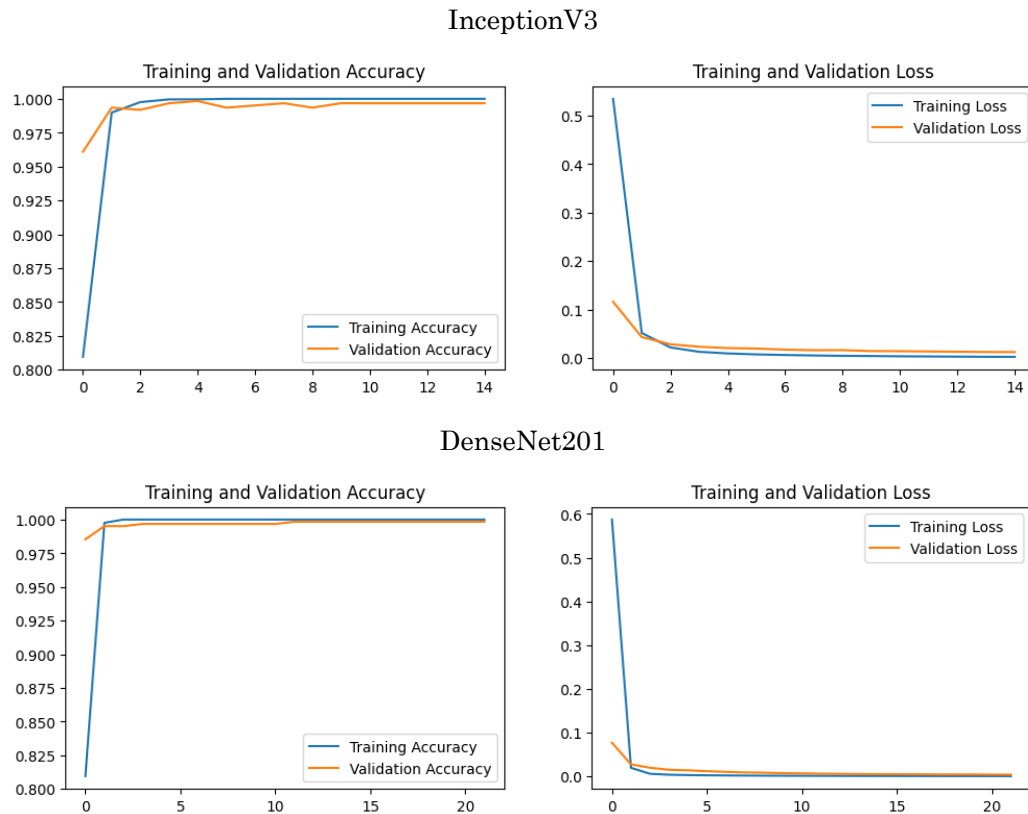 InceptionV3
Training and Validation Accuracy
1.000
0.975
0.950
0.925
0.900
0.875
0.850
0.825
0.800
Training Accuracy
Validation Accuracy
0 2 4 6 8 10 12 14
Training and Validation Loss
0.5
0.4
0.3
0.2
0.1
0.0
Training Loss
Validation Loss
0 2 4 6 8 10 12 14
DenseNet201
Training and Validation Accuracy
1.000
0.975
0.950
0.925
0.900
0.875
0.850
0.825
0.800
Training Accuracy
Validation Accuracy
0 5 10 15 20
Training and Validation Loss
0.6
0.5
0.4
0.3
0.2
0.1
0.0
Training Loss
Validation Loss
0 5 10 15 20